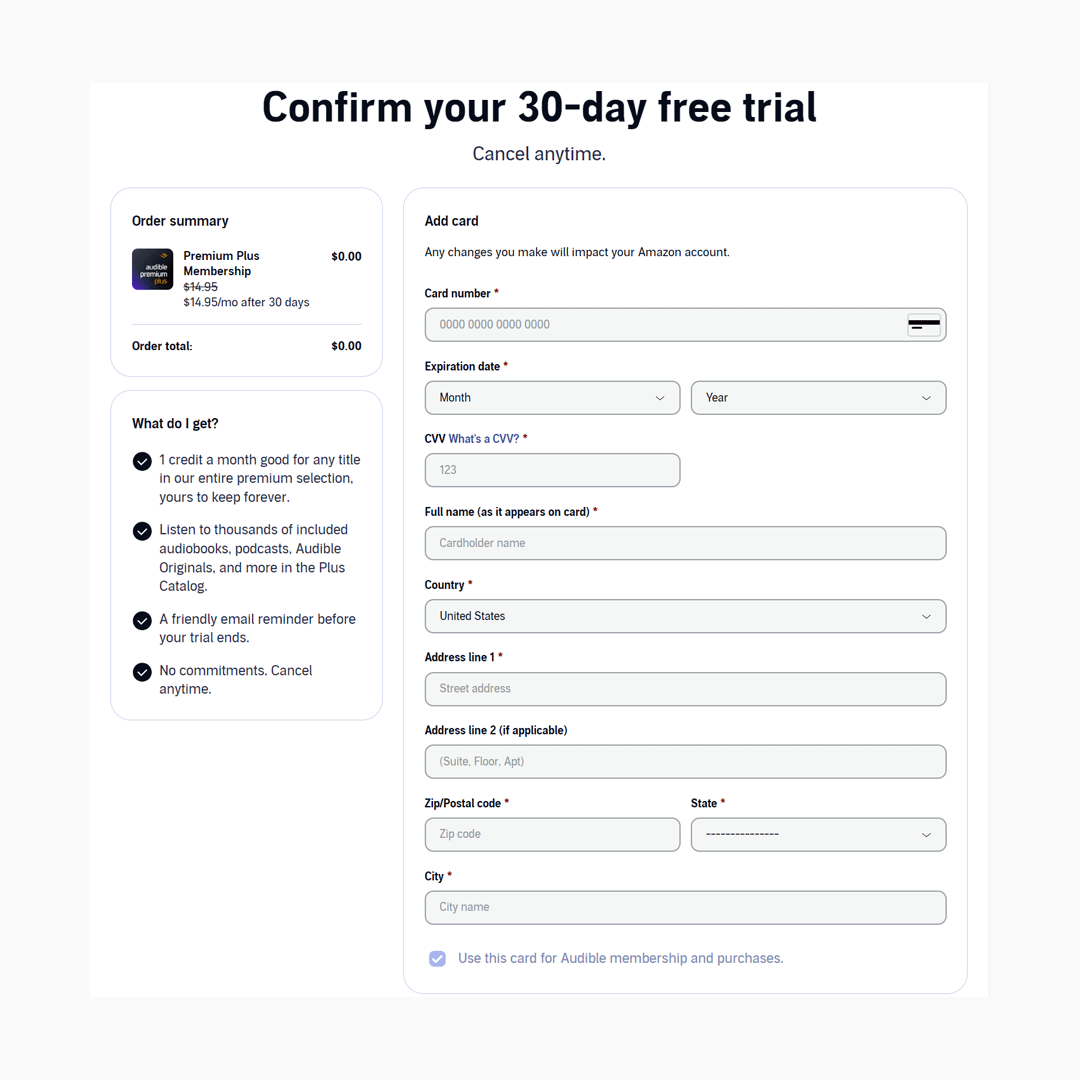 Confirm your 30-day free trial
Cancel anytime.
Order summary
audible
premium
plus
Premium Plus
Membership
$0.00
$14.95
$14.95/mo after 30 days
Order total:
$0.00
What do I get?
1 credit a month good for any title
in our entire premium selection,
yours to keep forever.
Listen to thousands of included
audiobooks, podcasts, Audible
Originals, and more in the Plus
Catalog.
A friendly email reminder before
your trial ends.
No commitments. Cancel
anytime.
Add card
Any changes you make will impact your Amazon account.
Card number *
0000 0000 0000 0000
Expiration date *
Month
Year
CVV What's a CVV? *
123
Full name (as it appears on card) *
Cardholder name
Country *
United States
Address line 1 *
Street address
Address line 2 (if applicable)
(Suite, Floor, Apt)
Zip/Postal code *
State *
Zip code
---------------
City *
City name
Use this card for Audible membership and purchases.